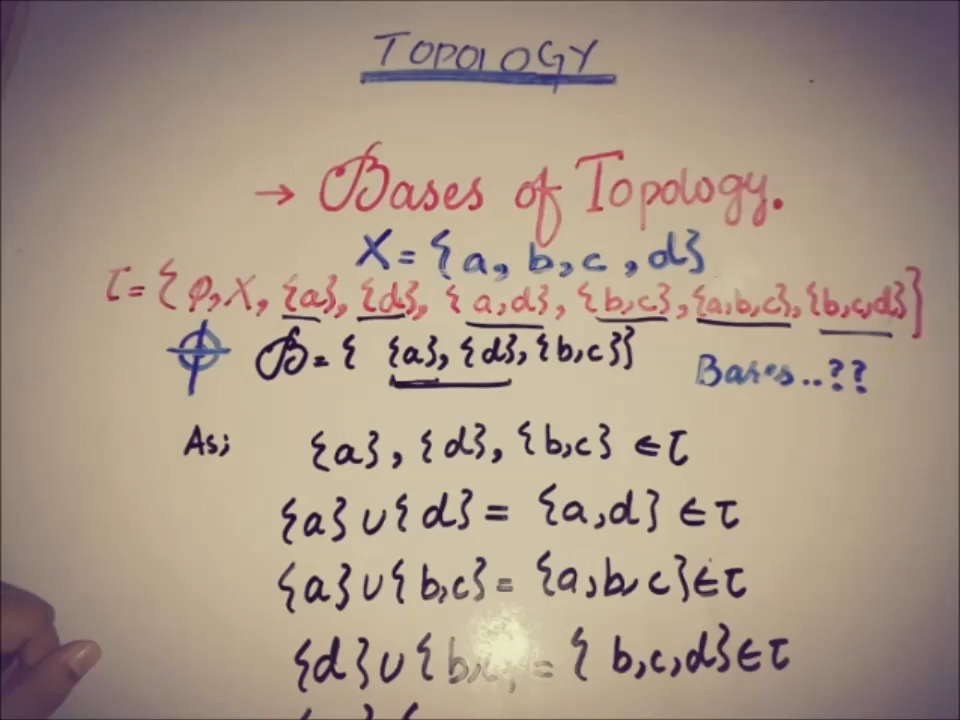 TOPOLOGY
→ Bases of Topology.
X = {a, b, c, d}
τ = {φ, X, {a}, {d}, {a,d}, {b,c}, {a,b,c}, {b,c,d}}
B = { {a}, {d}, {b,c}}
Bases..??
As; {a}, {d}, {b,c} ∈ τ
{a} ∪ {d} = {a,d} ∈ τ
{a} ∪ {b,c} = {a,b,c} ∈ τ
{d} ∪ {b, = {b,c,d} ∈ τ